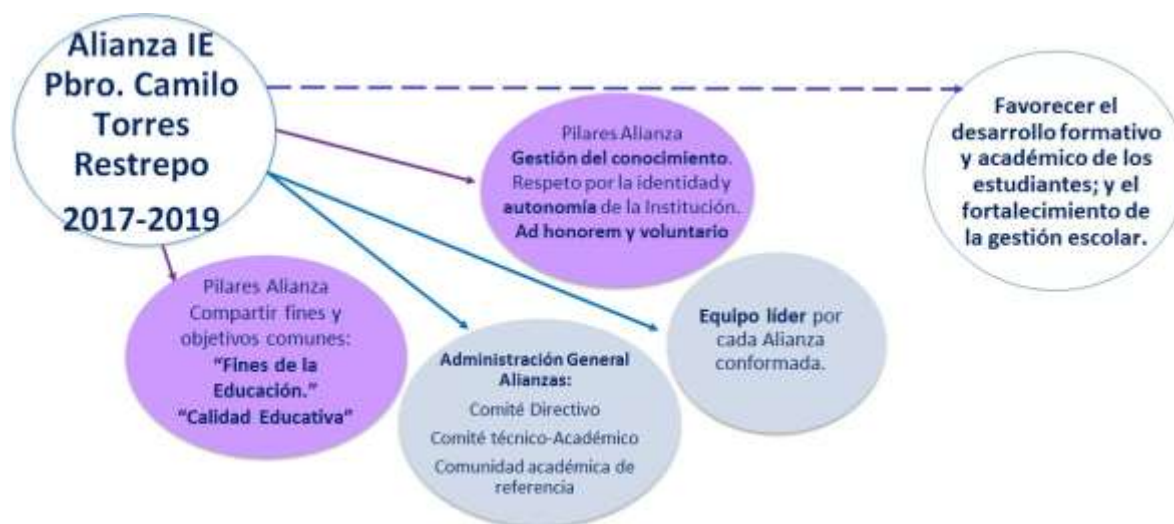 Alianza IE
Pbro. Camilo
Torres
Restrepo
2017-2019
Pilares Alianza
Gestión del conocimiento.
Respeto por la identidad y
autonomía de la Institución.
Ad honorem y voluntario
Favorecer el
desarrollo formativo
y académico de los
estudiantes; y el
fortalecimiento de
la gestión escolar.
Pilares Alianza
Compartir fines y
objetivos comunes:
“Fines de la
Educación.”
“Calidad Educativa”
Administración General
Alianzas:
Comité Directivo
Comité técnico-Académico
Comunidad académica de
referencia
Equipo líder por
cada Alianza
conformada.